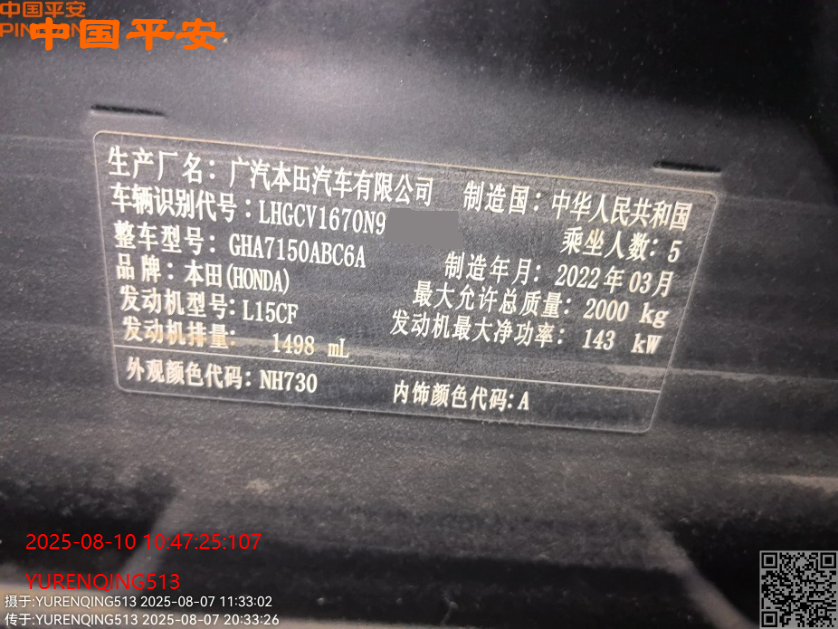 中国平安
中国平安
生产厂名：广汽本田汽车有限公司 制造国：中华人民共和国
车辆识别代号：LHGCV1670N9 乘坐人数：5
整车型号：GHA7150ABC6A 制造年月：2022年03月
品牌：本田(HONDA) 最大允许总质量：2000 kg
发动机型号：L15CF 发动机最大净功率：143 kW
发动机排量： 1498 mL
外观颜色代码：NH730 内饰颜色代码：A
2025-08-10 10:47:25:107
YURENQING513
摄于:YURENQING513 2025-08-07 11:33:02
传于:YURENQING513 2025-08-07 20:33:26